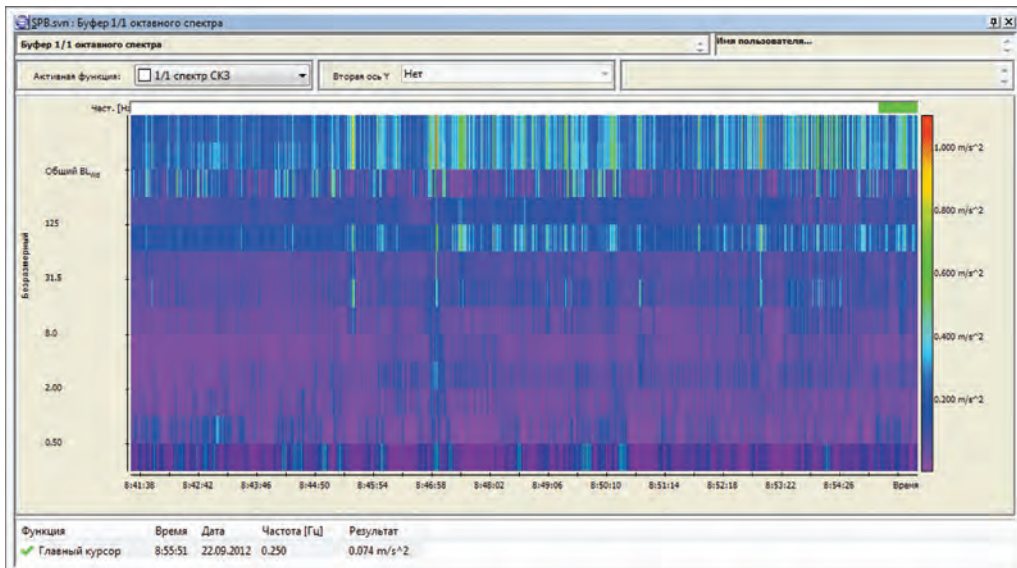 SPB.svn : Буфер 1/1 октавного спектра
Буфер 1/1 октавного спектра
Имя пользователя...
Активная функция:
1/1 спектр СКЗ
Вторая ось Y
Нет
Част. [Hz
1.000 m/s^2
Общий BLWd
0.800 m/s^2
125
Безразмерный
31.5
0.600 m/s^2
8.0
0.400 m/s^2
2.00
0.200 m/s^2
0.50
8:41:38 8:42:42 8:43:46 8:44:50 8:45:54 8:46:58 8:48:02 8:49:06 8:50:10 8:51:14 8:52:18 8:53:22 8:54:26 Время
Функция Время Дата Частота [Гц] Результат
Главный курсор 8:55:51 22.09.2012 0.250 0.074 m/s^2